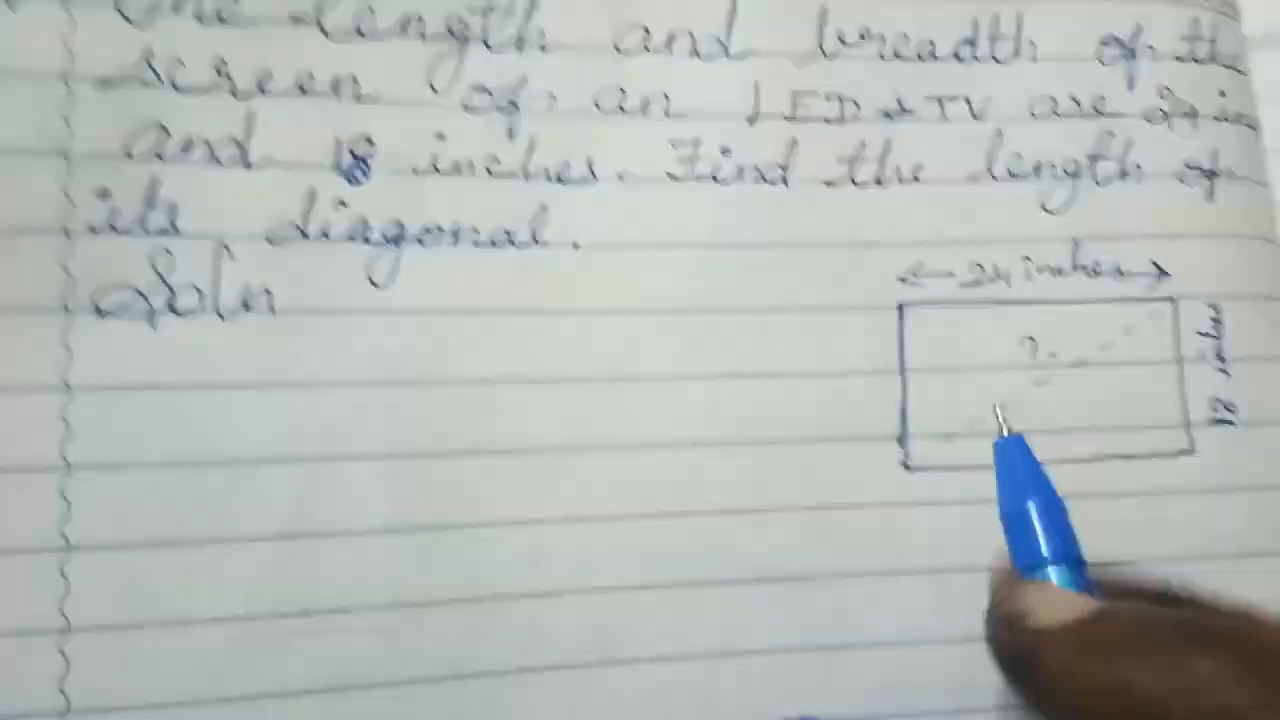 The length and breadth of the
screen of an LED TV are 24 in
and 18 inches. Find the length of
its diagonal.
Soln
24 inches
?
18 inches